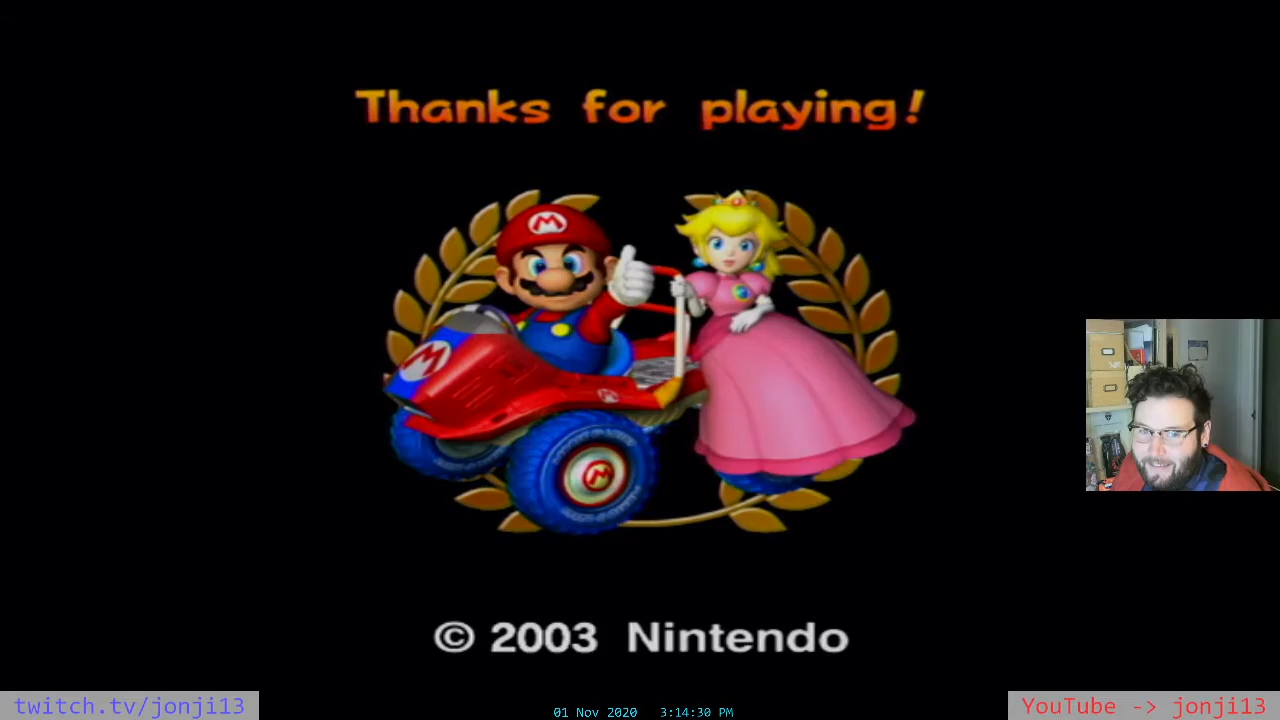 Thanks for playing!
M
M
M
© 2003 Nintendo
twitch.tv/jonji13
01 Nov 2020 3:14:30 PM
YouTube -> jonji13